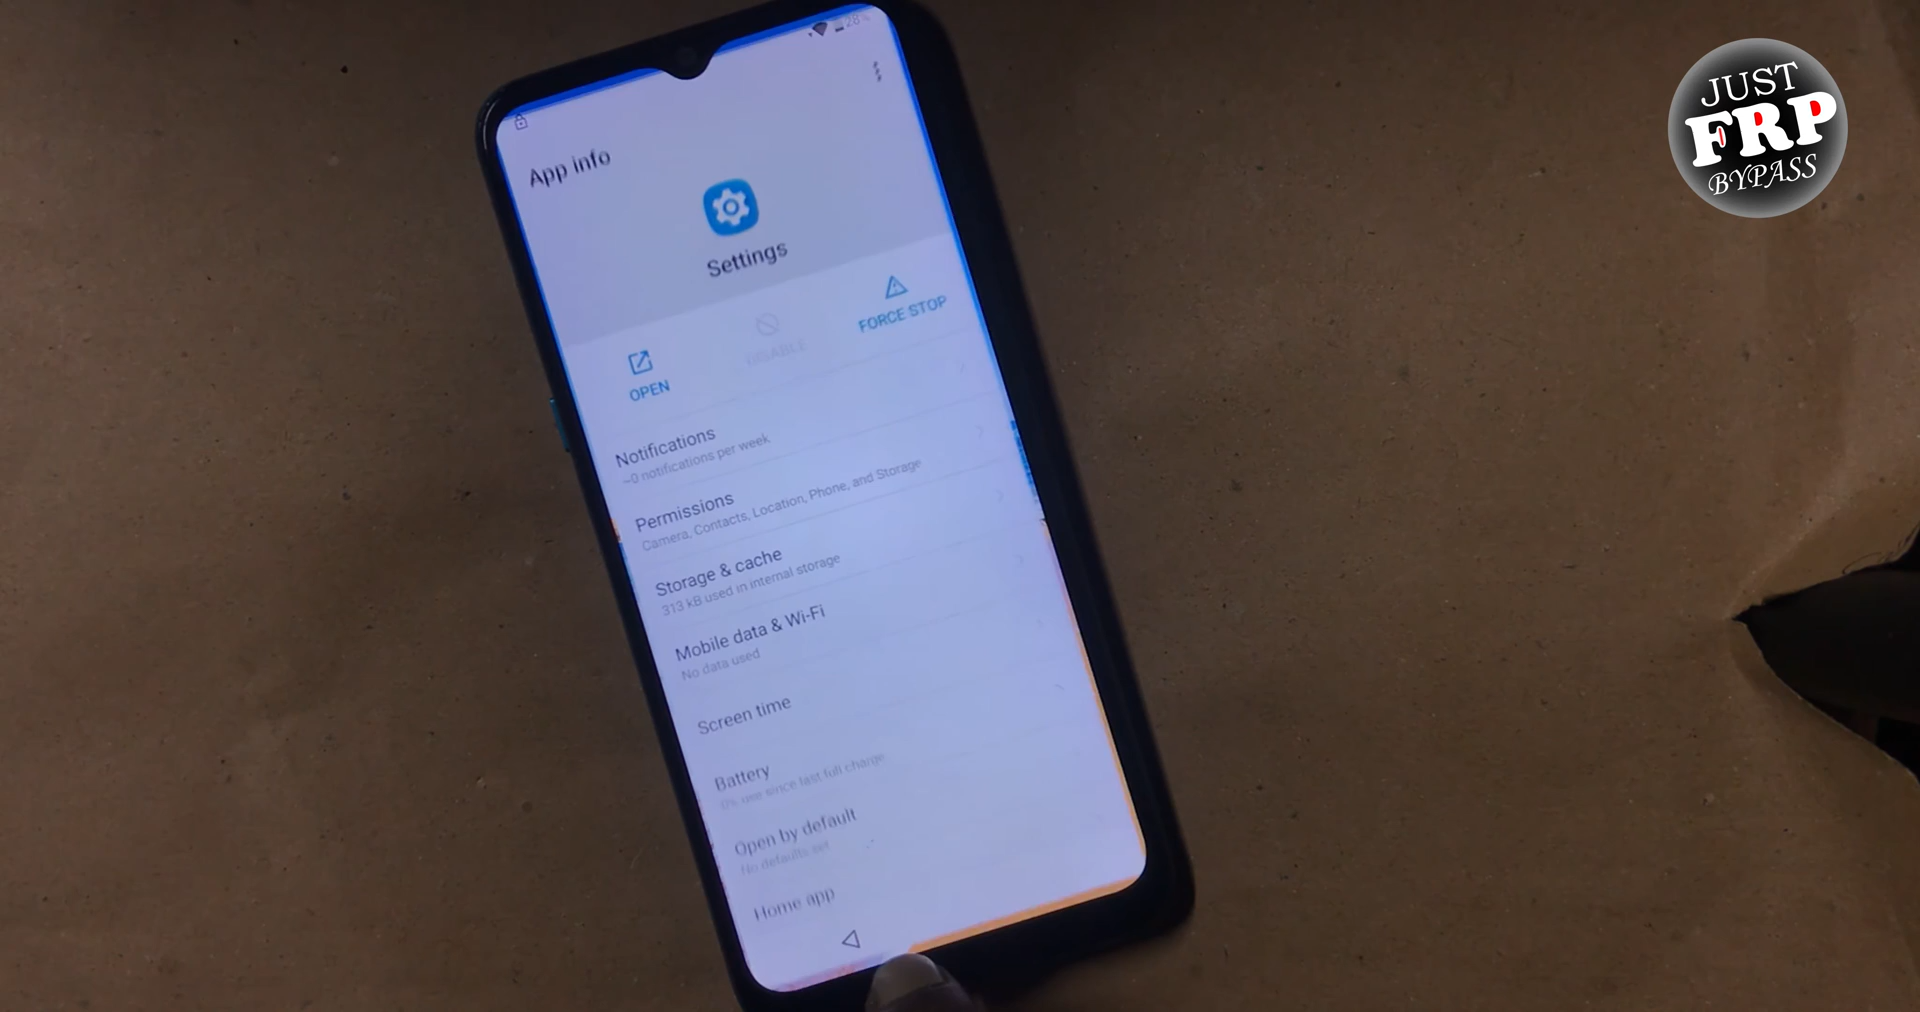 28%
App info
Settings
OPEN
DISABLE
FORCE STOP
Notifications
~0 notifications per week
Permissions
Camera, Contacts, Location, Phone, and Storage
Storage & cache
313 kB used in internal storage
Mobile data & Wi-Fi
No data used
Screen time
Battery
0% use since last full charge
Open by default
No defaults set
Home app
JUST
FRP
BYPASS